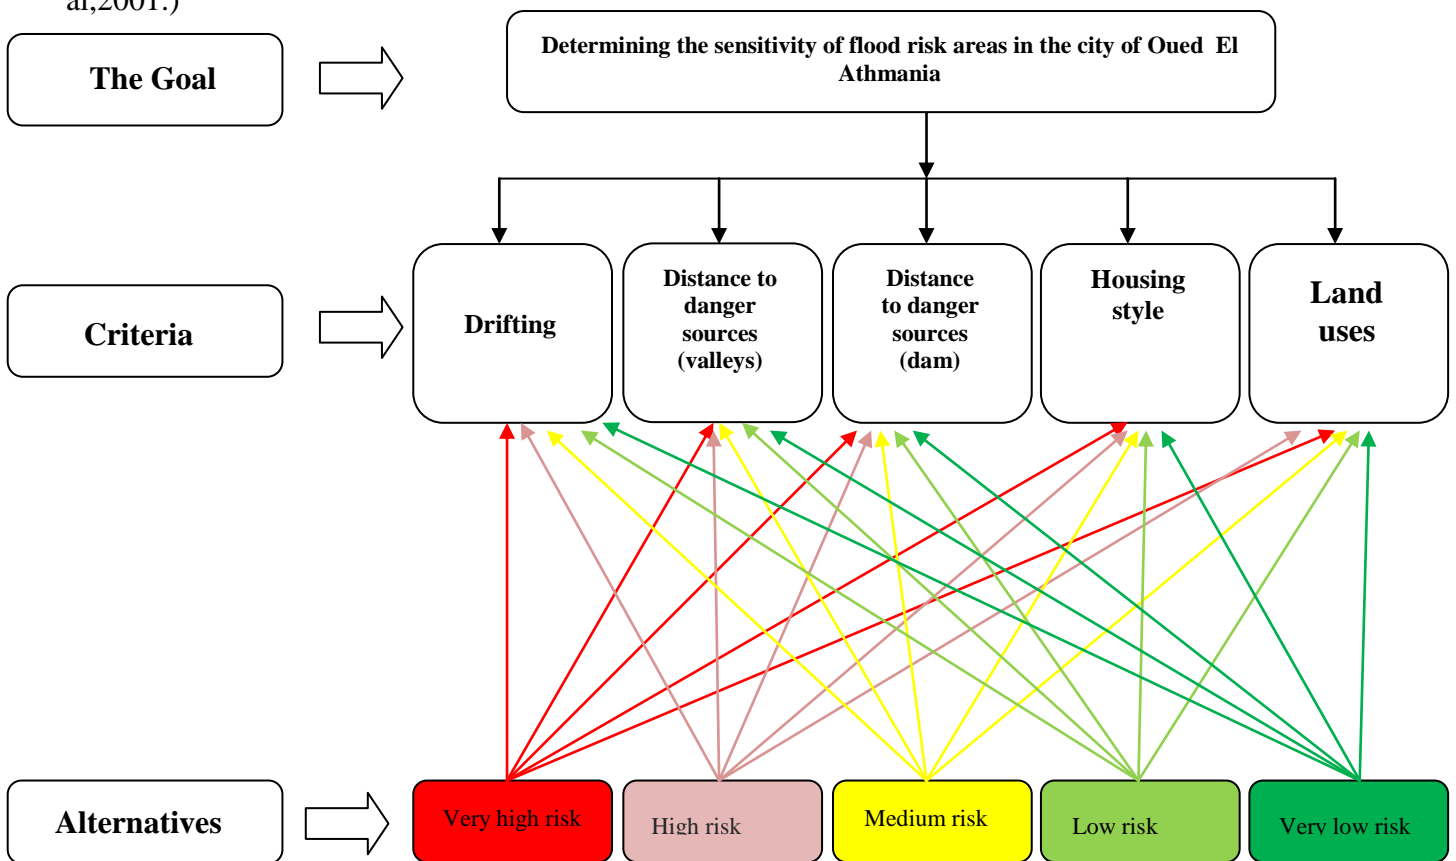 al,2001.)
The Goal
Determining the sensitivity of flood risk areas in the city of Oued El
Athmania
Criteria
Drifting
Distance to
danger
sources
(valleys)
Distance
to danger
sources
(dam)
Housing
style
Land
uses
Alternatives
Very high risk
High risk
Medium risk
Low risk
Very low risk